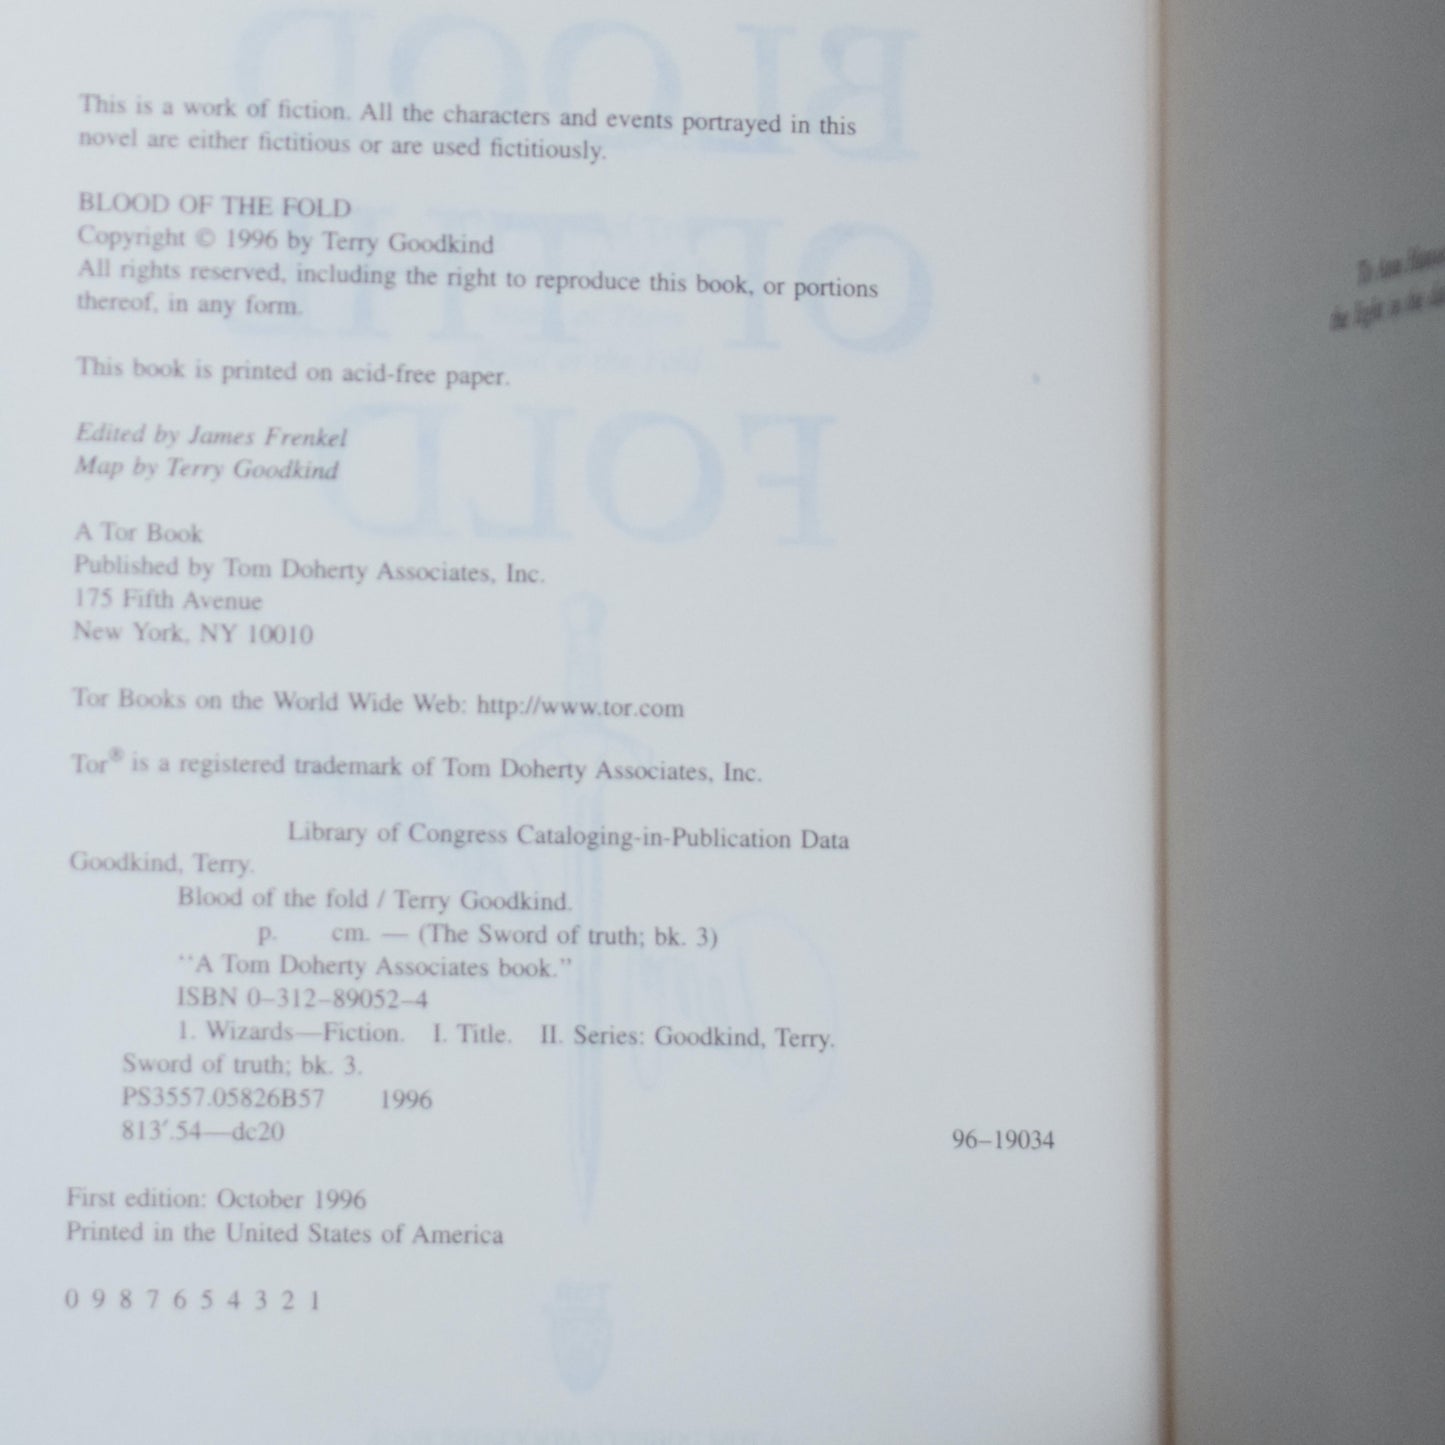 This is a work of fiction. All the characters and events portrayed in this
novel are either fictitious or are used fictitiously.
BLOOD OF THE FOLD
Copyright © 1996 by Terry Goodkind
All rights reserved, including the right to reproduce this book, or portions
thereof, in any form.
This book is printed on acid-free paper.
Edited by James Frenkel
Map by Terry Goodkind
A Tor Book
Published by Tom Doherty Associates, Inc.
175 Fifth Avenue
New York, NY 10010
Tor Books on the World Wide Web: http://www.tor.com
Tor® is a registered trademark of Tom Doherty Associates, Inc.
Library of Congress Cataloging-in-Publication Data
Goodkind, Terry.
Blood of the fold / Terry Goodkind.
p. cm. — (The Sword of truth; bk. 3)
"A Tom Doherty Associates book."
ISBN 0–312–89052–4
1. Wizards—Fiction. I. Title. II. Series: Goodkind, Terry.
Sword of truth; bk. 3.
PS3557.05826B57 1996
813′.54—dc20 96–19034
First edition: October 1996
Printed in the United States of America
0 9 8 7 6 5 4 3 2 1
To Ann
the light in the